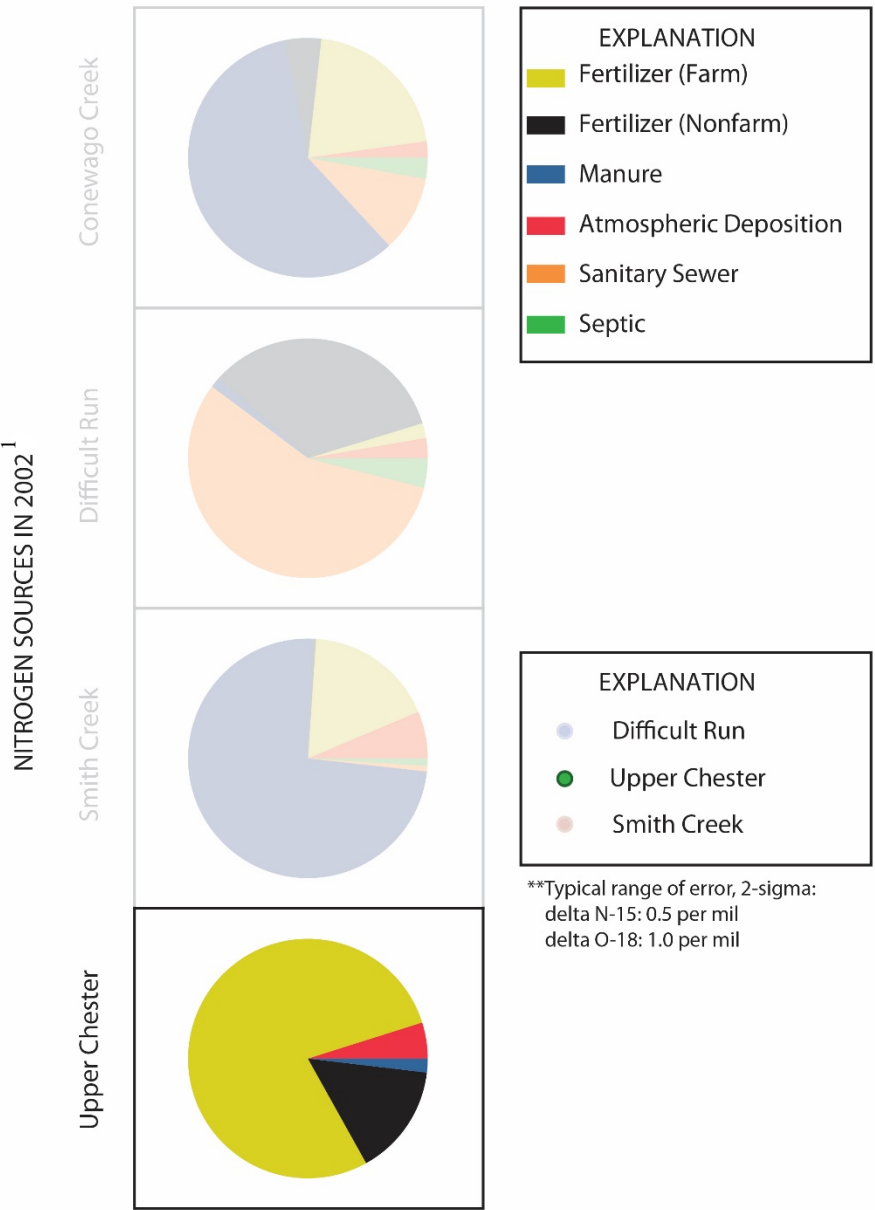 NITROGEN SOURCES IN 2002 1
Conewago Creek
Difficult Run
Smith Creek
Upper Chester
EXPLANATION
Fertilizer (Farm)
Fertilizer (Nonfarm)
Manure
Atmospheric Deposition
Sanitary Sewer
Septic
EXPLANATION
Difficult Run
Upper Chester
Smith Creek
**Typical range of error, 2-sigma:
delta N-15: 0.5 per mil
delta O-18: 1.0 per mil